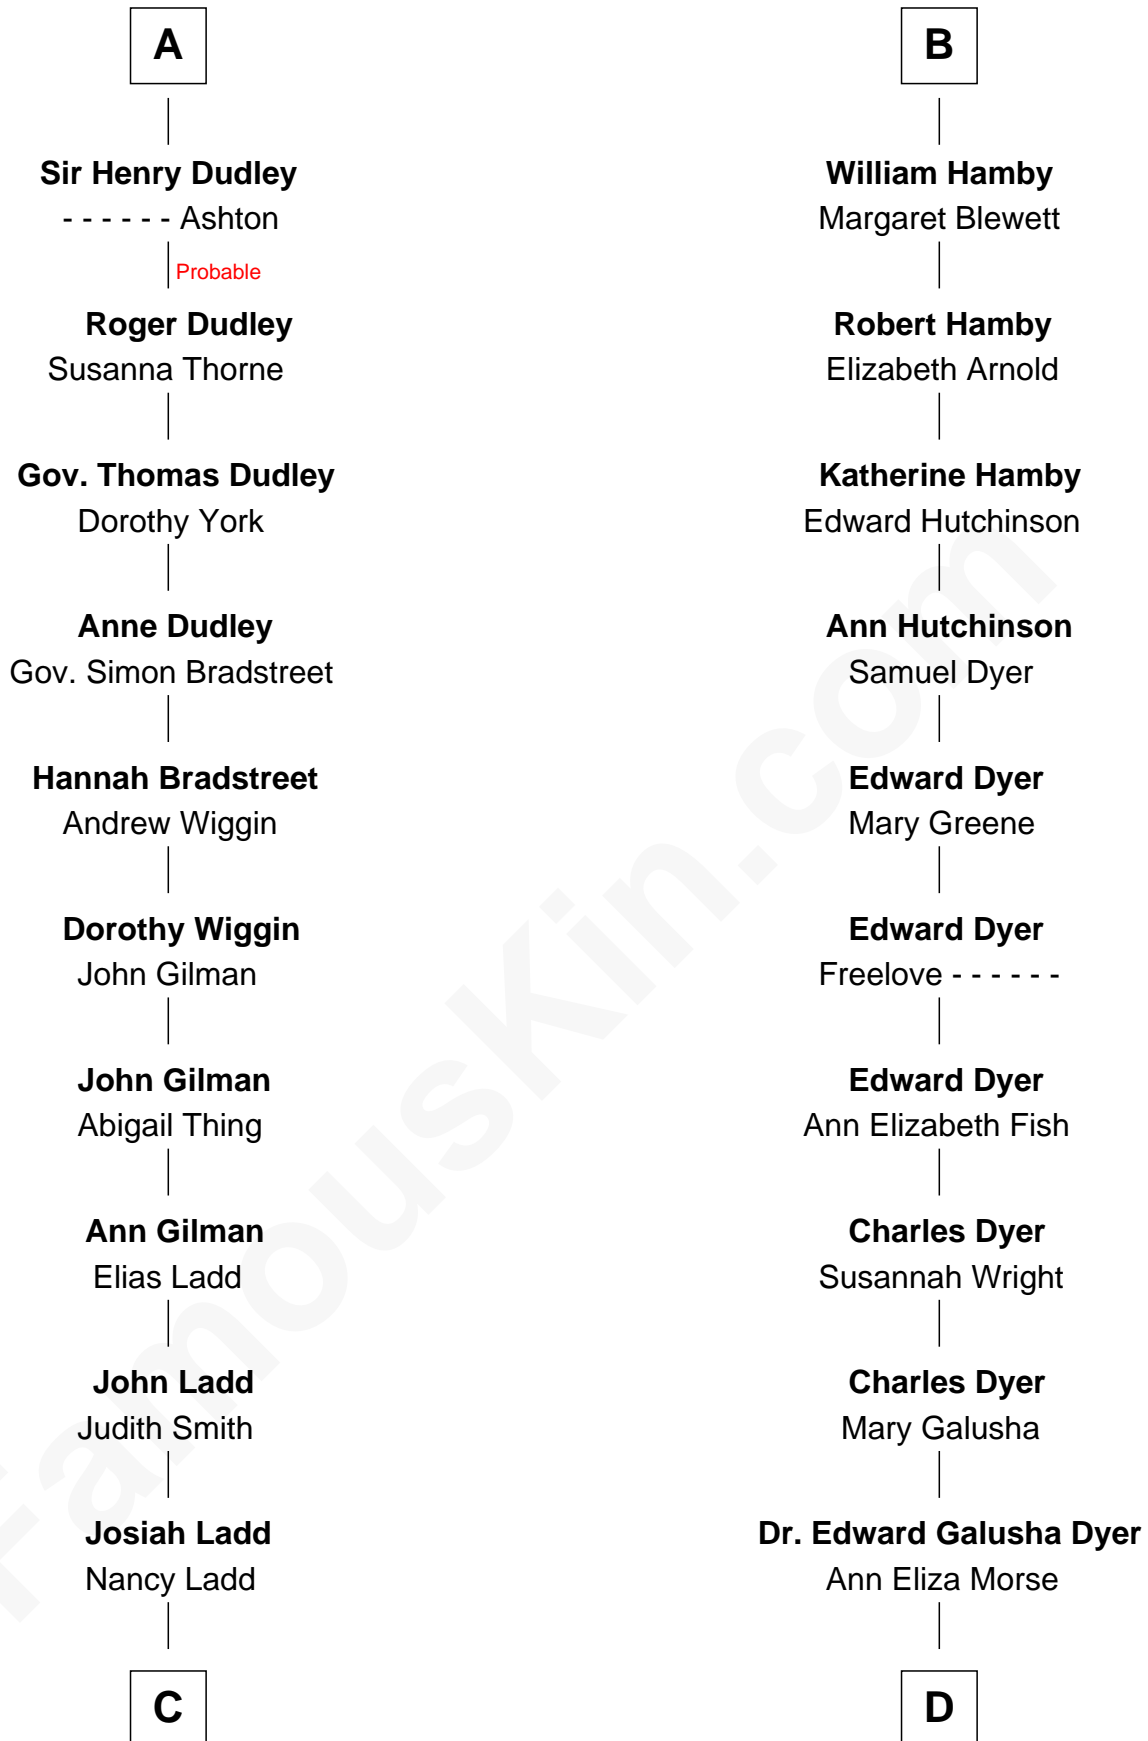 A
Sir Henry Dudley
- - - - - - Ashton
Probable
Roger Dudley
Susanna Thorne
Gov. Thomas Dudley
Dorothy York
Anne Dudley
Gov. Simon Bradstreet
Hannah Bradstreet
Andrew Wiggin
Dorothy Wiggin
John Gilman
John Gilman
Abigail Thing
Ann Gilman
Elias Ladd
John Ladd
Judith Smith
Josiah Ladd
Nancy Ladd
C
B
William Hamby
Margaret Blewett
Robert Hamby
Elizabeth Arnold
Katherine Hamby
Edward Hutchinson
Ann Hutchinson
Samuel Dyer
Edward Dyer
Mary Greene
Edward Dyer
Freelove - - - - - -
Edward Dyer
Ann Elizabeth Fish
Charles Dyer
Susannah Wright
Charles Dyer
Mary Galusha
Dr. Edward Galusha Dyer
Ann Eliza Morse
D
FamousKin.com